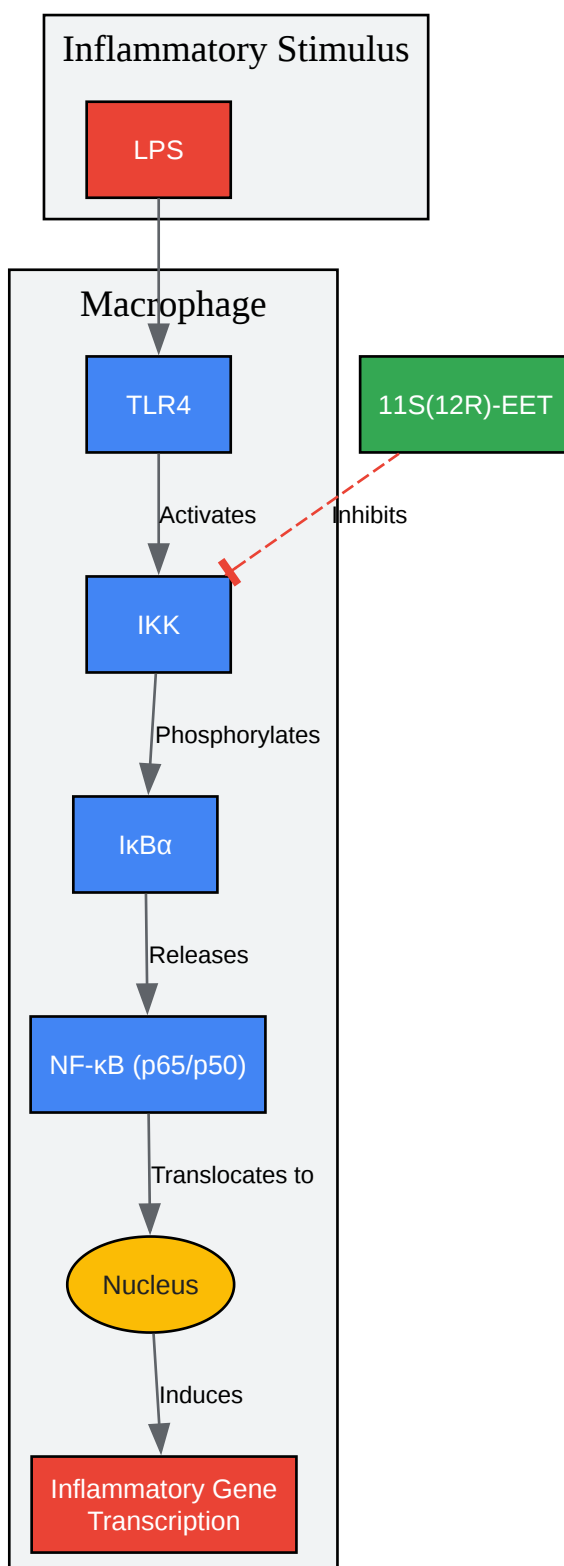 Inflammatory Stimulus
LPS
Macrophage
TLR4
11S(12R)-EET
Activates
Inhibits
IKK
Phosphorylates
IκBα
Releases
NF-κB (p65/p50)
Translocates to
Nucleus
Induces
Inflammatory Gene
Transcription